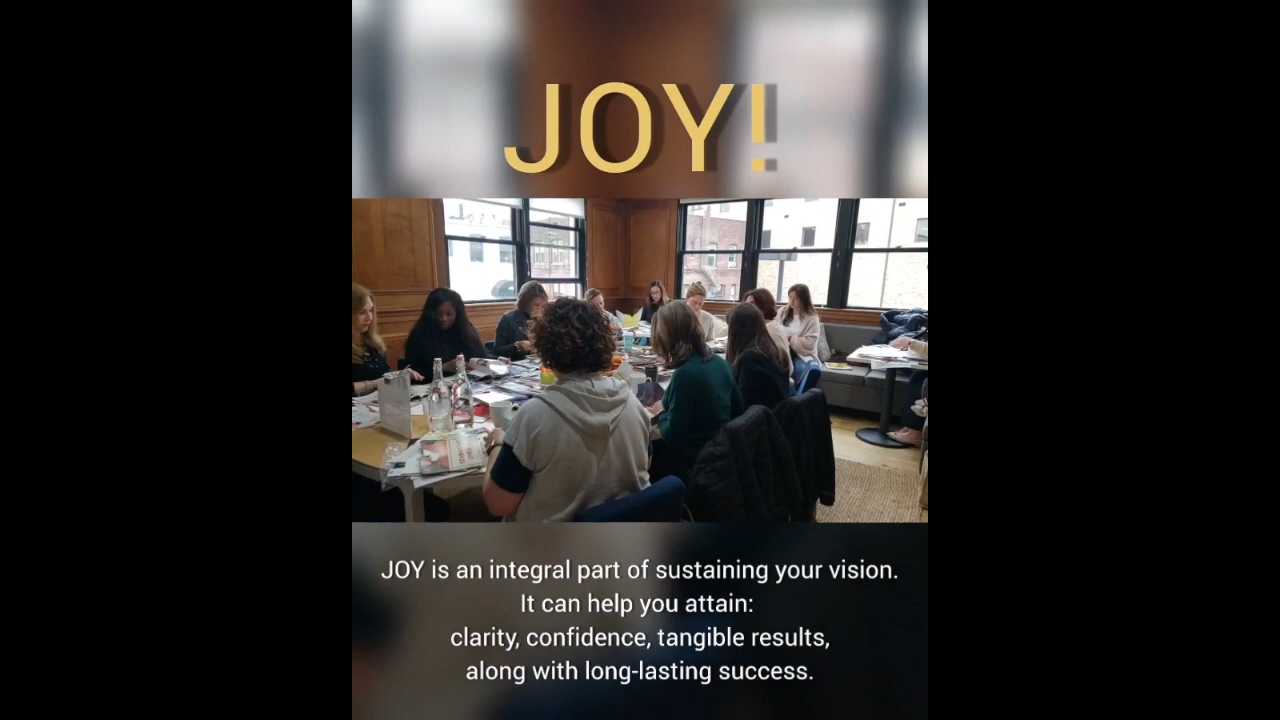 JOY!
JOY is an integral part of sustaining your vision.
It can help you attain:
clarity, confidence, tangible results,
along with long-lasting success.